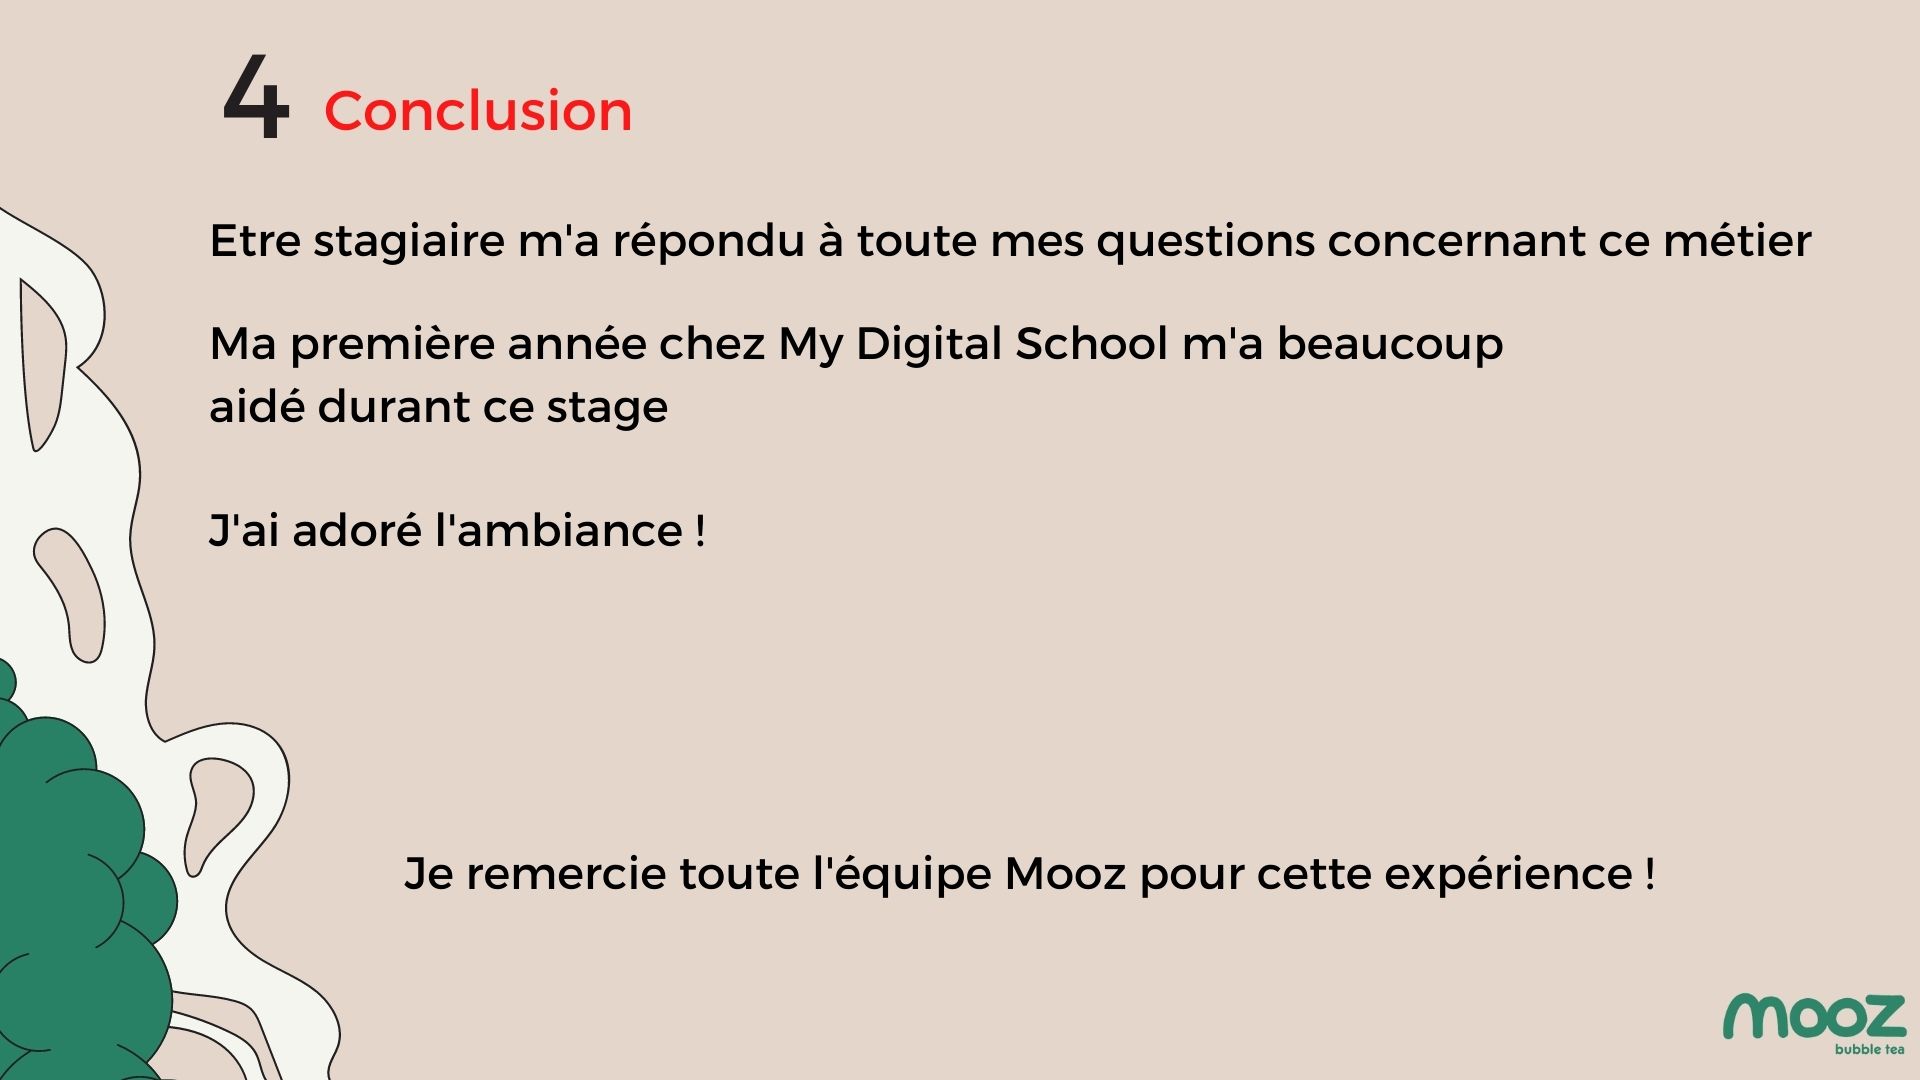 4 Conclusion
Etre stagiaire m'a répondu à toute mes questions concernant ce métier
Ma première année chez My Digital School m'a beaucoup
aidé durant ce stage
J'ai adoré l'ambiance !
Je remercie toute l'équipe Mooz pour cette expérience !
mooz
bubble tea